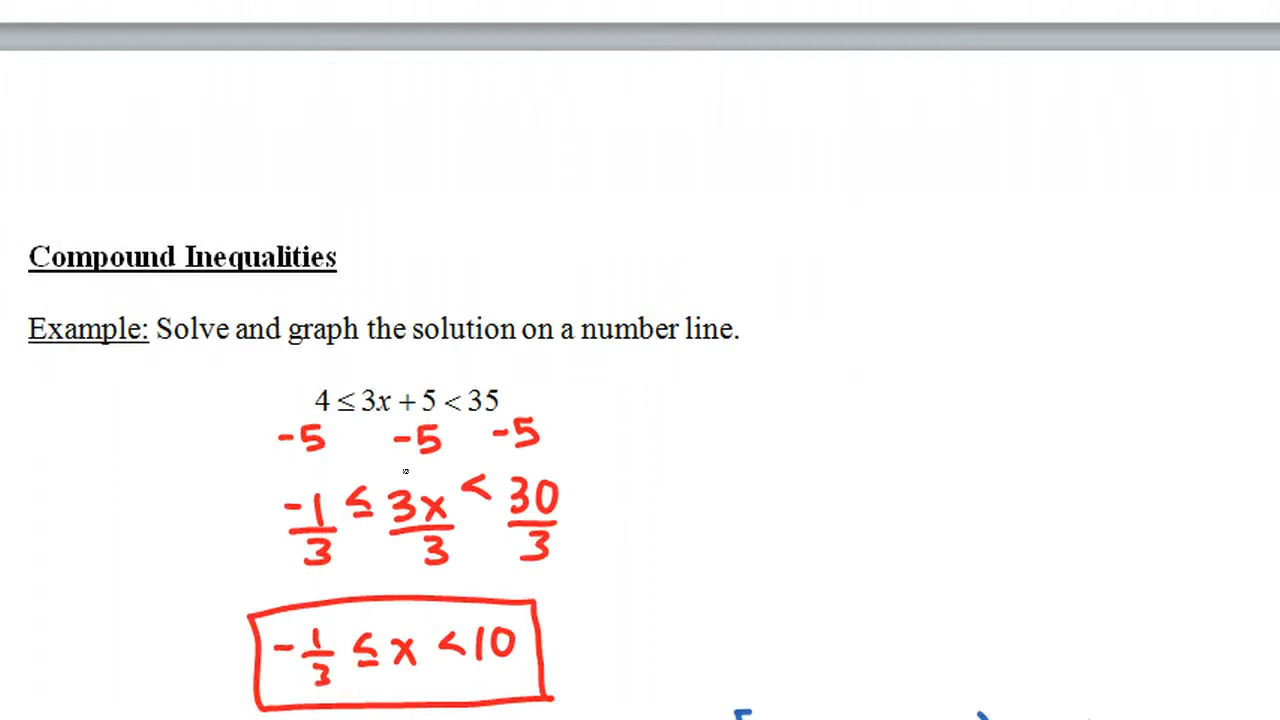 Compound Inequalities
Example: Solve and graph the solution on a number line.
4 ≤ 3x + 5 < 35
-5 -5 -5
-1/3 ≤ 3x/3 < 30/3
-1/3 ≤ x < 10